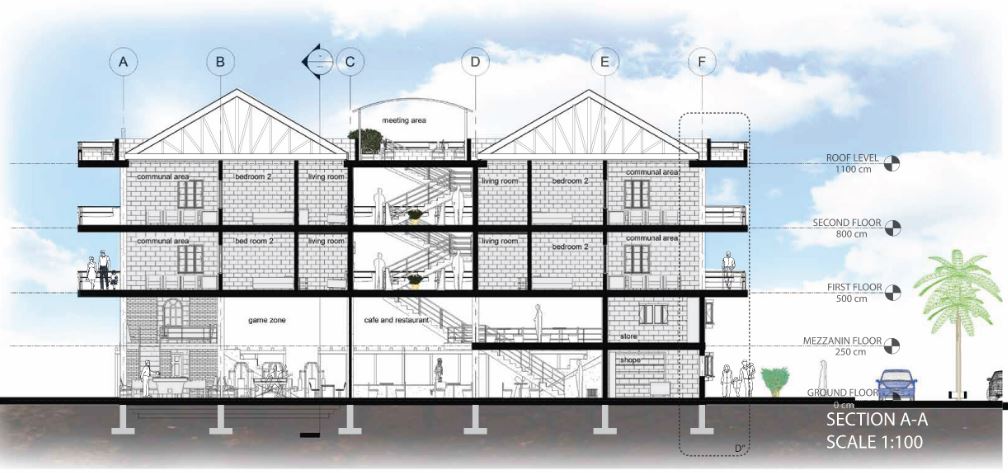 A B C D E F
meeting area
ROOF LEVEL
1100 cm
communal area bedroom 2 living room living room bedroom 2 communal area
SECOND FLOOR
800 cm
communal area bed room 2 living room living room bedroom 2 communal area
FIRST FLOOR
500 cm
game zone cafe and restaurant
store
MEZZANIN FLOOR
250 cm
shops
GROUND FLOOR
0 cm
SECTION A-A
SCALE 1:100
D"